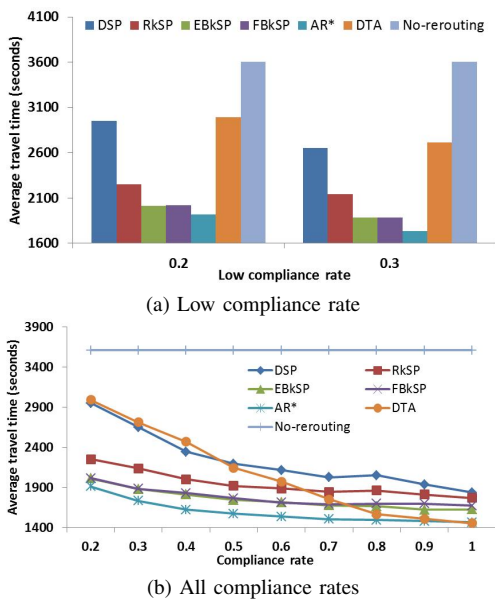 Average travel time (seconds)
4100
3600
3100
2600
2100
1600
DSP RkSP EBkSP FBkSP AR* DTA No-rerouting
0.2 0.3
Low compliance rate
(a) Low compliance rate
Average travel time (seconds)
3900
3400
2900
2400
1900
1400
DSP RkSP
EBkSP FBkSP
AR* DTA
No-rerouting
0.2 0.3 0.4 0.5 0.6 0.7 0.8 0.9 1
Compliance rate
(b) All compliance rates